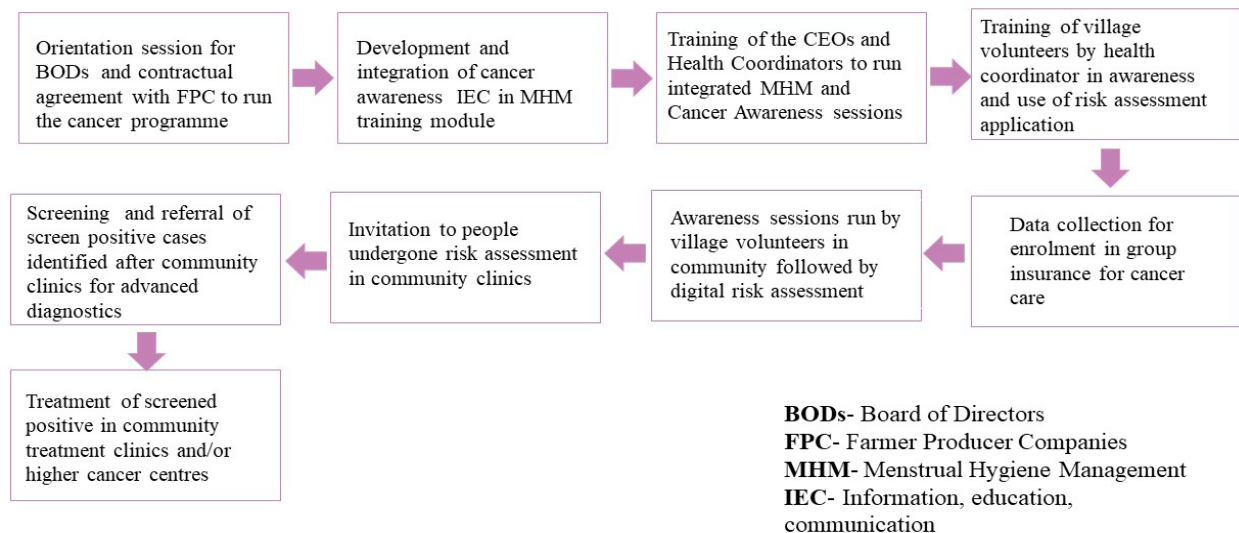 Orientation session for
BODs and contractual
agreement with FPC to run
the cancer programme
Development and
integration of cancer
awareness IEC in MHM
training module
Training of the CEOs and
Health Coordinators to run
integrated MHM and
Cancer Awareness sessions
Training of village
volunteers by health
coordinator in awareness
and use of risk assessment
application
Data collection for
enrolment in group
insurance for cancer
care
Awareness sessions run by
village volunteers in
community followed by
digital risk assessment
Invitation to people
undergone risk assessment
in community clinics
Screening and referral of
screen positive cases
identified after community
clinics for advanced
diagnostics
Treatment of screened
positive in community
treatment clinics and/or
higher cancer centres
BODs- Board of Directors
FPC- Farmer Producer Companies
MHM- Menstrual Hygiene Management
IEC- Information, education,
communication